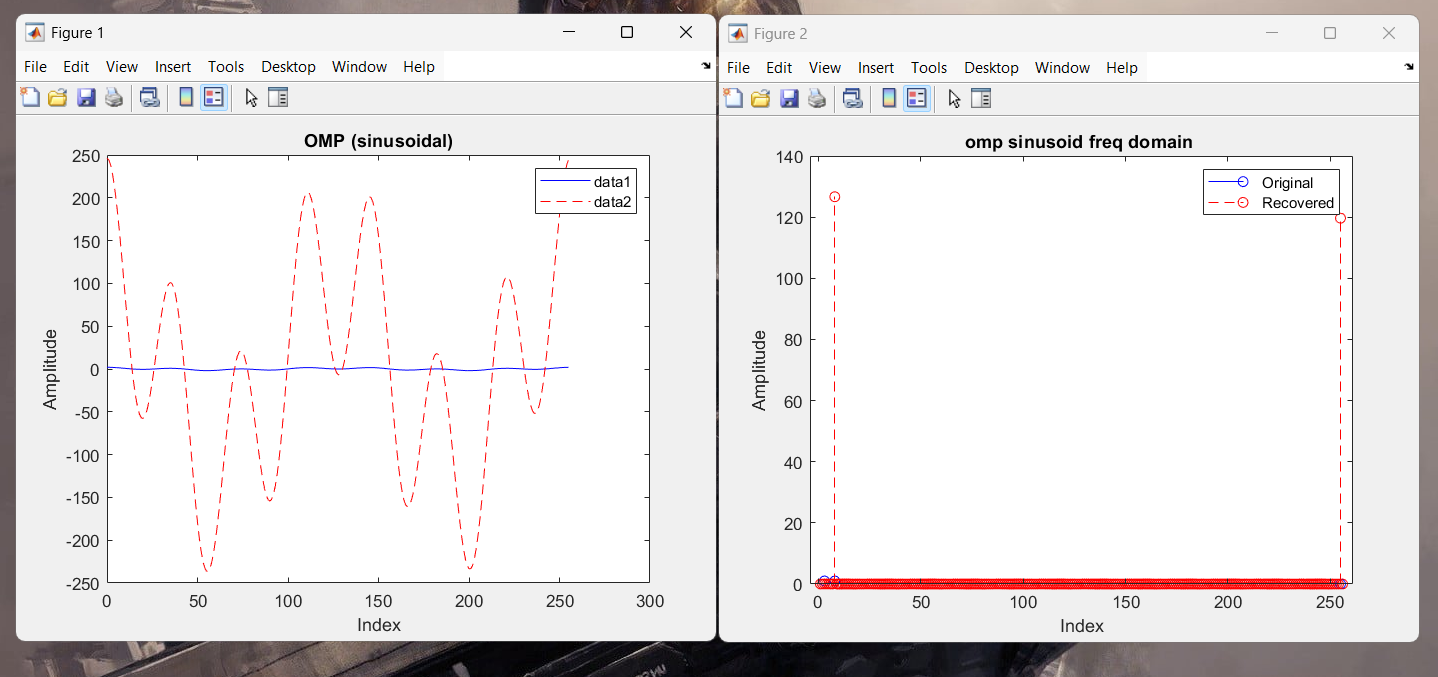 Figure 1
File Edit View Insert Tools Desktop Window Help
OMP (sinusoidal)
250
200
150
100
50
0
-50
-100
-150
-200
-250
Amplitude
data1
data2
0 50 100 150 200 250 300
Index
Figure 2
File Edit View Insert Tools Desktop Window Help
omp sinusoid freq domain
140
120
100
80
60
40
20
0
Amplitude
Original
Recovered
0 50 100 150 200 250
Index